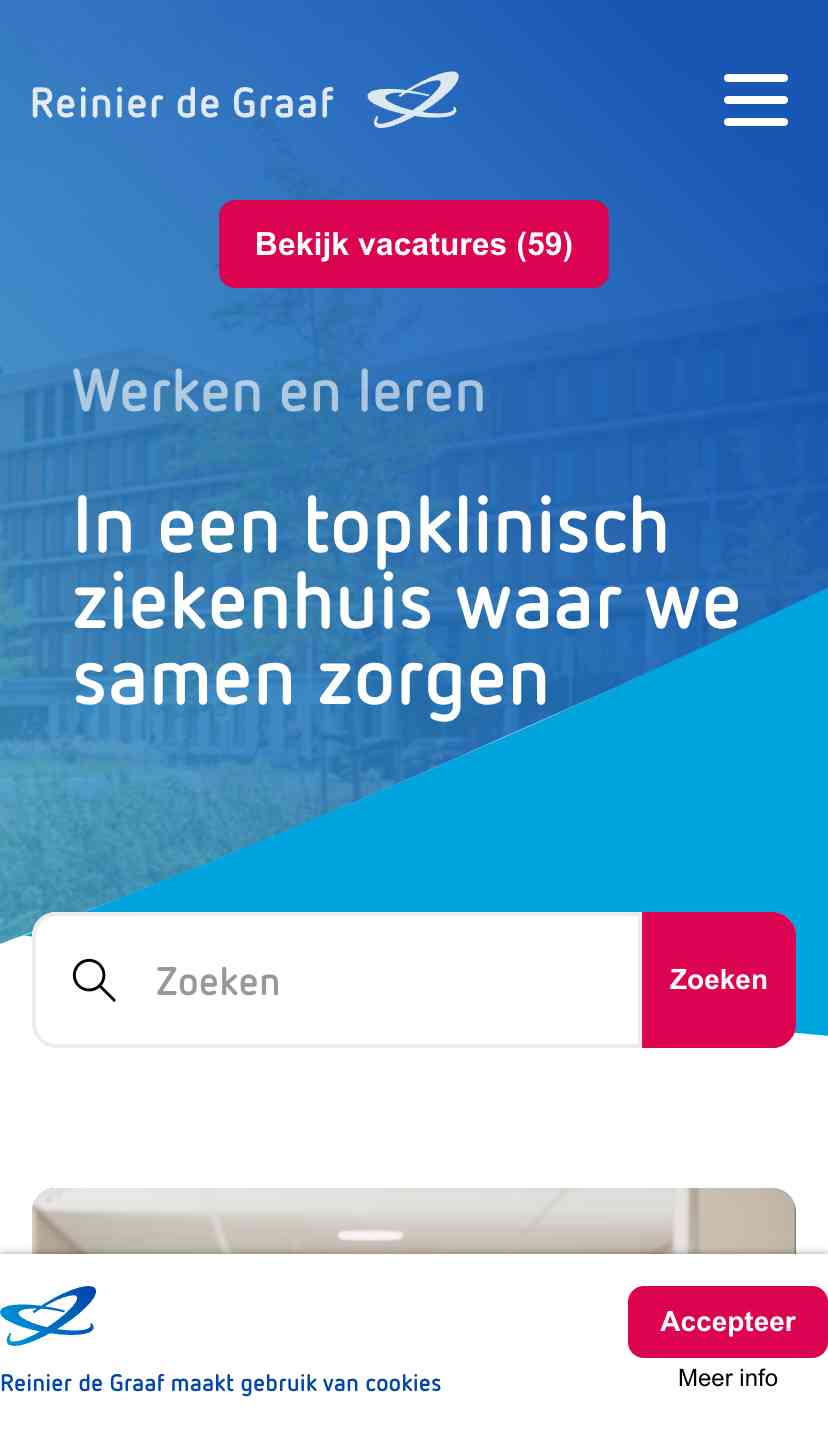 Reinier de Graaf
Bekijk vacatures (59)
Werken en leren
In een topklinisch
ziekenhuis waar we
samen zorgen
Zoeken
Zoeken
Accepteer
Reinier de Graaf maakt gebruik van cookies
Meer info